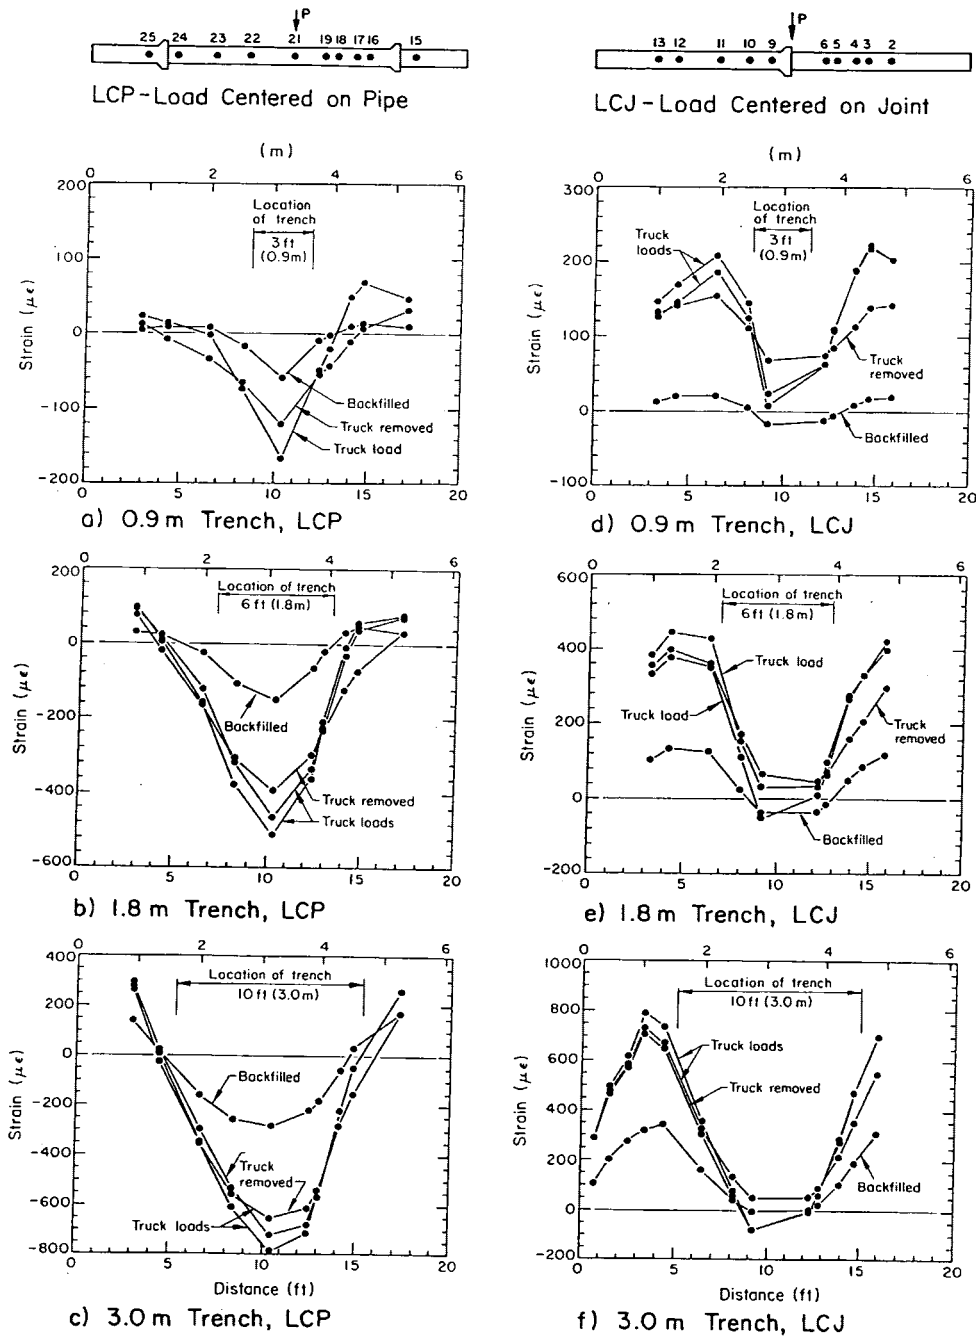 P
25 24 23 22 21 19 18 17 16 15
LCP-Load Centered on Pipe
P
13 12 11 10 9 6 5 4 3 2
LCJ-Load Centered on Joint
(m)
0 2 4 6
200
100
0
-100
-200
Strain (με)
Location
of trench
3 ft
(0.9m)
Backfilled
Truck removed
Truck load
0 5 10 15 20
a) 0.9 m Trench, LCP
(m)
0 2 4 6
300
200
100
0
-100
Strain (με)
Location
of trench
3 ft
(0.9m)
Truck
loads
Truck
removed
Backfilled
0 5 10 15 20
d) 0.9 m Trench, LCJ
0 2 4 6
200
0
-200
-400
-600
Strain (με)
Location of trench
6 ft (1.8m)
Backfilled
Truck removed
Truck loads
0 5 10 15 20
b) 1.8 m Trench, LCP
0 2 4 6
600
400
200
0
-200
Strain (με)
Location of trench
6 ft (1.8m)
Truck load
Truck load
Truck
removed
Backfilled
0 5 10 15 20
e) 1.8 m Trench, LCJ
0 2 4 6
400
200
0
-200
-400
-600
-800
Strain (με)
Location of trench
10 ft (3.0m)
Backfilled
Truck
removed
Truck loads
0 5 10 15 20
Distance (ft)
c) 3.0 m Trench, LCP
0 2 4 6
1000
800
600
400
200
0
-200
Strain (με)
Location of trench
10 ft (3.0m)
Truck loads
Truck removed
Backfilled
0 5 10 15 20
Distance (ft)
f) 3.0 m Trench, LCJ